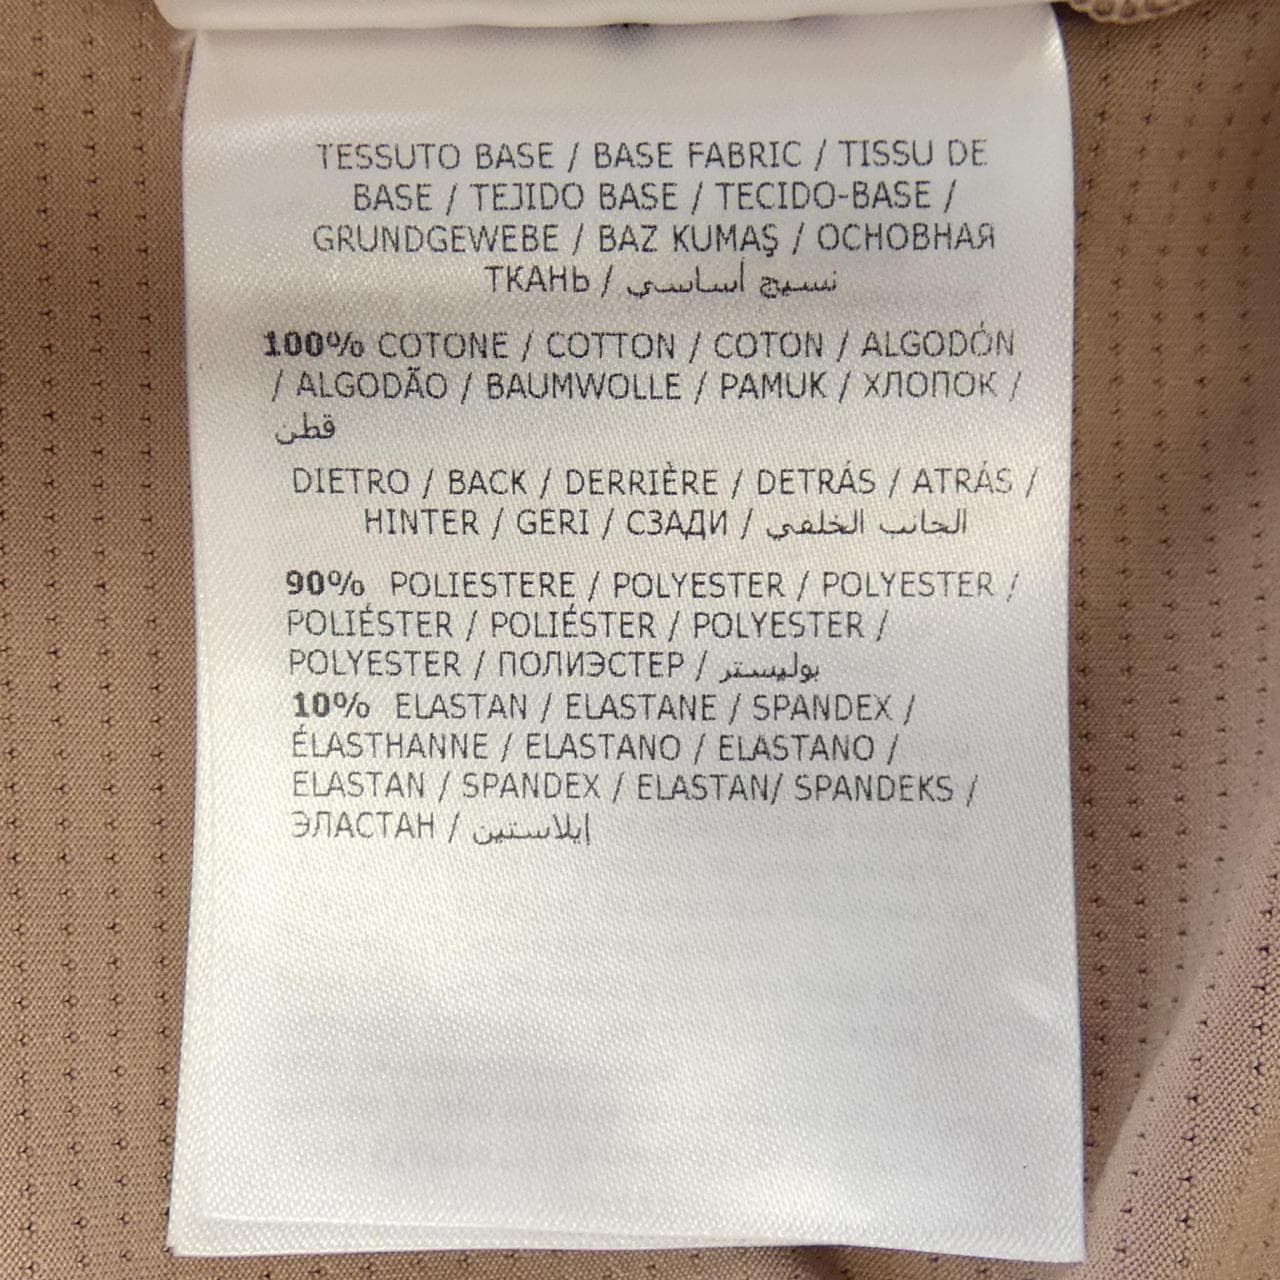 TESSUTO BASE / BASE FABRIC / TISSU DE
BASE / TEJIDO BASE / TECIDO-BASE /
GRUNDGEWEBE / BAZ KUMAŞ / ОСНОВНАЯ
ТКАНЬ / نسيج أساسي
100% COTONE / COTTON / COTON / ALGODÓN
/ ALGODÃO / BAUMWOLLE / PAMUK / ХЛОПОК /
قطن
DIETRO / BACK / DERRIÈRE / DETRÁS / ATRÁS /
HINTER / GERI / СЗАДИ / الجانب الخلفي
90% POLIESTERE / POLYESTER / POLYESTER /
POLIÉSTER / POLIÉSTER / POLYESTER /
POLYESTER / ПОЛИЭСТЕР / بوليستر
10% ELASTAN / ELASTANE / SPANDEX /
ÉLASTHANNE / ELASTANO / ELASTANO /
ELASTAN / SPANDEX / ELASTAN/ SPANDEKS /
ЭЛАСТАН / إيلاستين